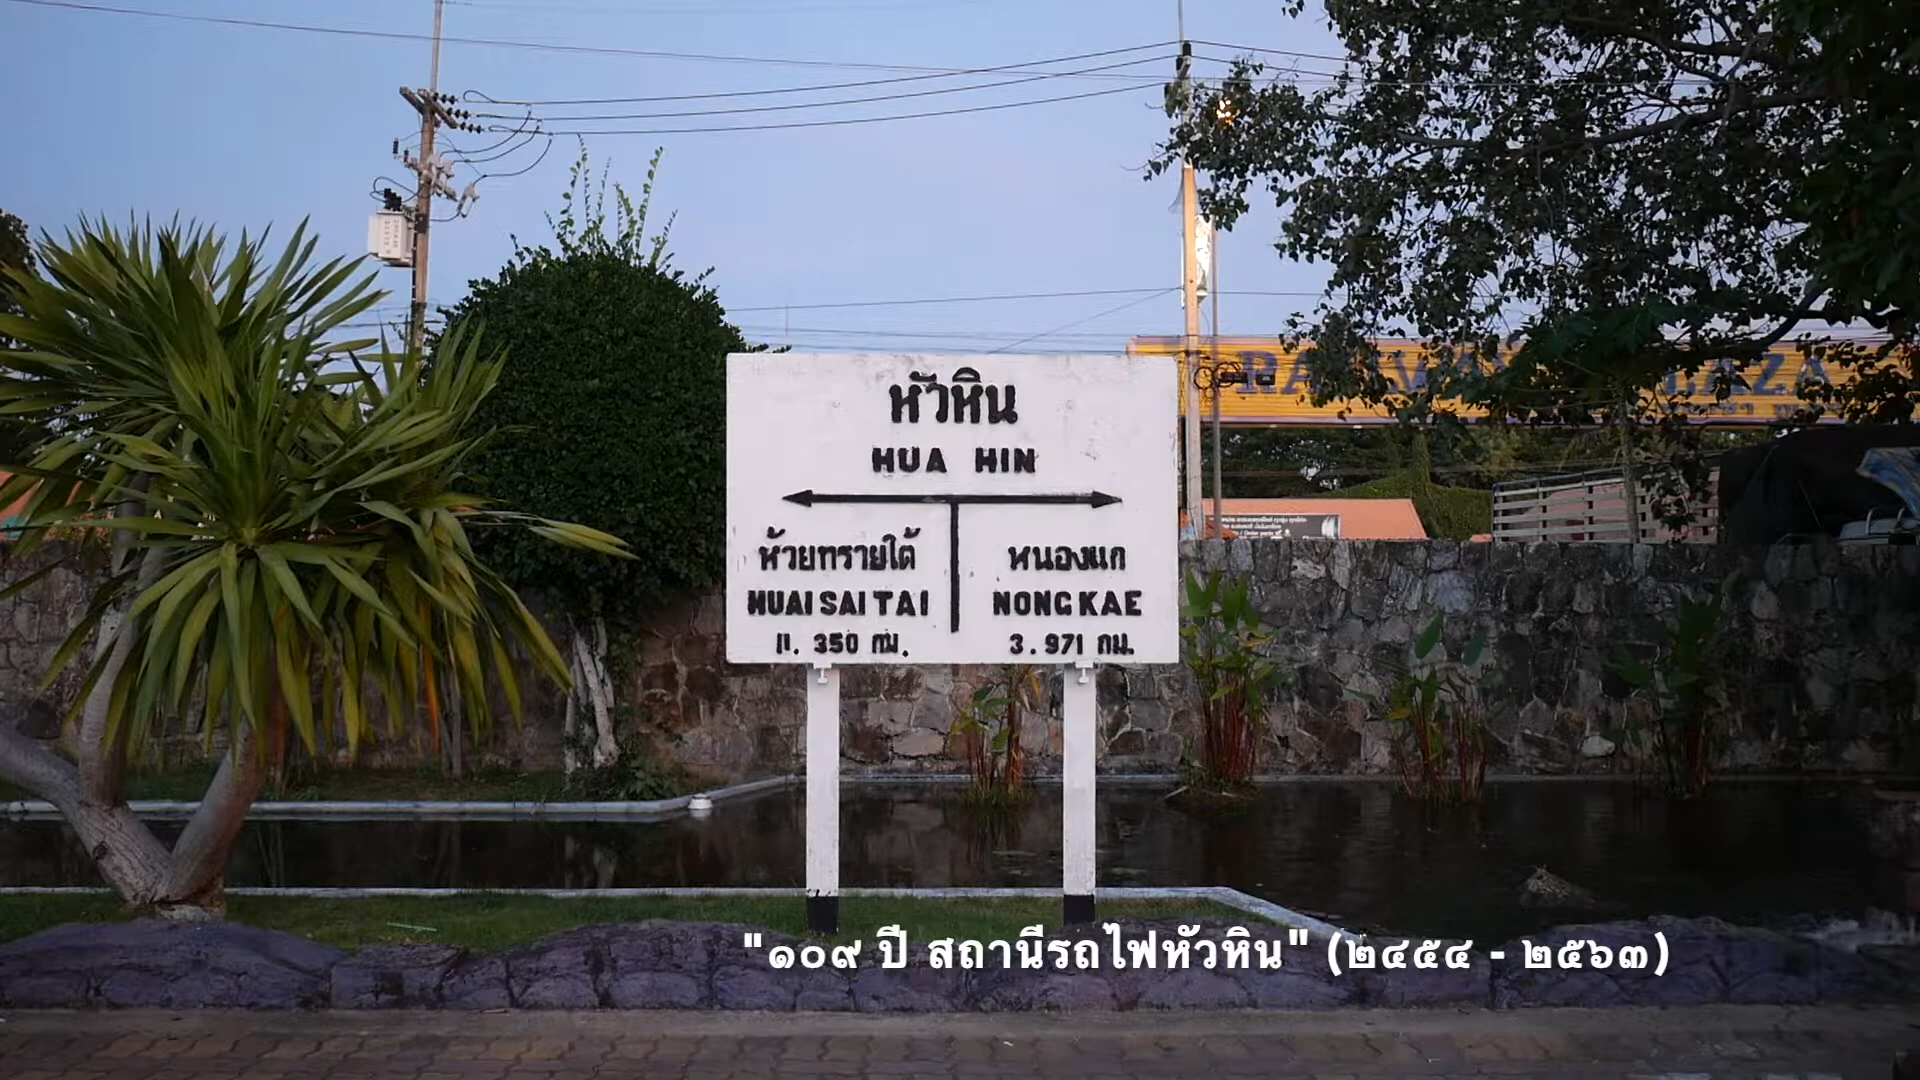 หัวหิน
HUA HIN
ห้วยทรายใต้
HUAI SAI TAI
11. 350 กม.
หนองแก
NONG KAE
3. 971 กม.
RAILWAY PLAZA
"๑๐๙ ปี สถานีรถไฟหัวหิน" (๒๔๕๔ - ๒๕๖๓)